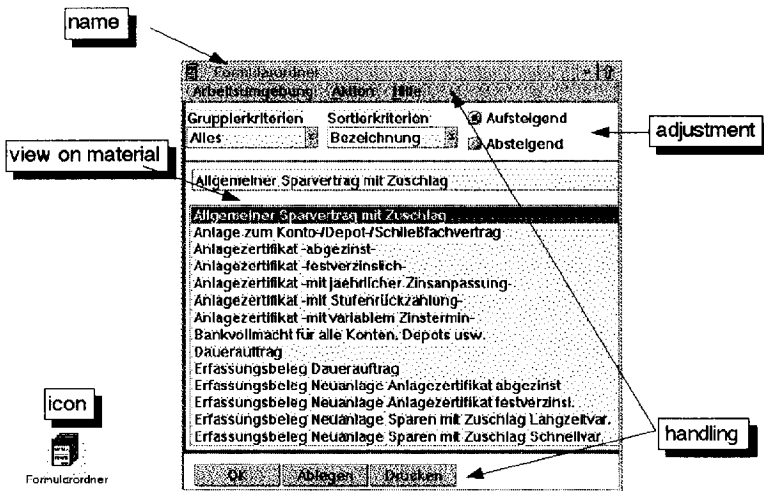 name
Formularordner
Arbeitsumgebung Aktion Hilfe
Gruppierkriterien Sortierkriterien Aufsteigend
Alles Bezeichnung Absteigend
adjustment
view on material
Allgemeiner Sparvertrag mit Zuschlag
Allgemeiner Sparvertrag mit Zuschlag
Anlage zum Konto-/Depot-/Schließfachvertrag
Anlagezertifikat -abgezinst-
Anlagezertifikat -festverzinslich-
Anlagezertifikat -mit jaehrlicher Zinsanpassung-
Anlagezertifikat -mit Stufenrückzahlung-
Anlagezertifikat -mit variablem Zinstermin-
Bankvollmacht für alle Konten, Depots usw.
Dauerauftrag
Erfassungsbeleg Dauerauftrag
Erfassungsbeleg Neuanlage Anlagezertifikat abgezinst
Erfassungsbeleg Neuanlage Anlagezertifikat festverzinsl.
Erfassungsbeleg Neuanlage Sparen mit Zuschlag Langzeitvar.
Erfassungsbeleg Neuanlage Sparen mit Zuschlag Schnellvar.
icon
Formularordner
handling
OK Ablegen Drucken